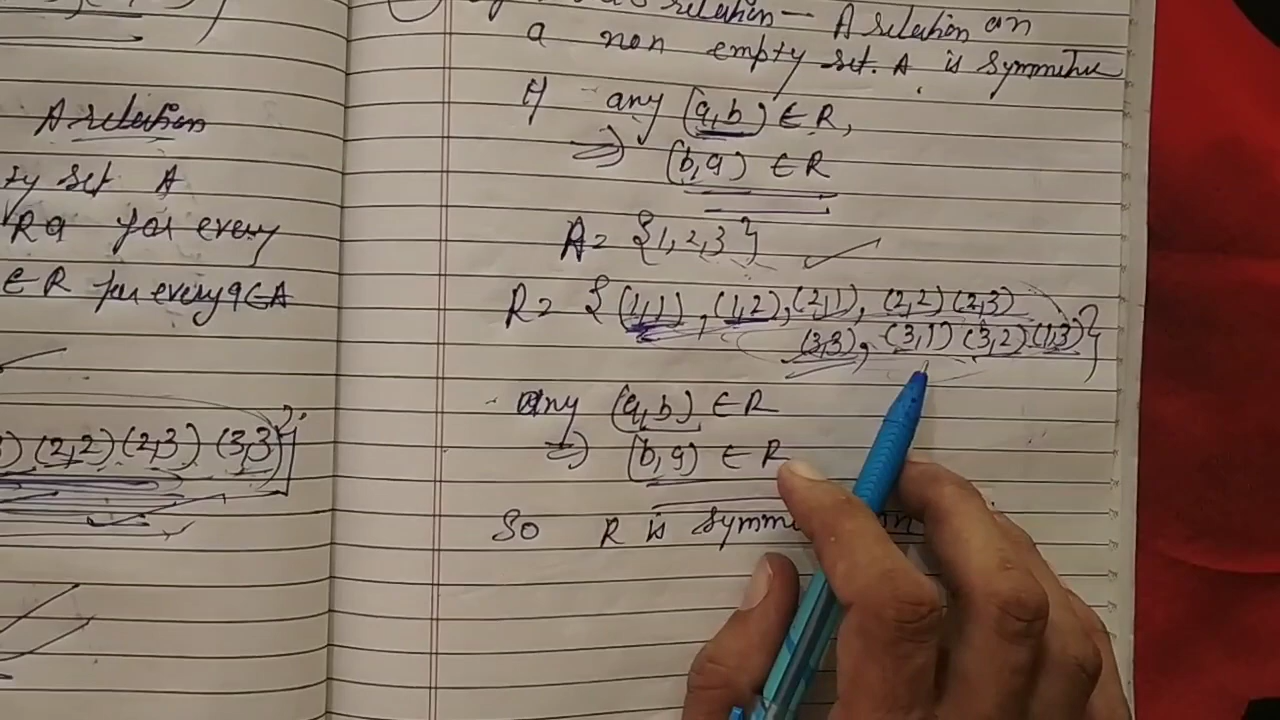 A relation
set A
Ra for every
∈ R for every a ∈ A
(2,2) (2,3) (3,3)}
relation — A relation on
a non empty set. A is symmetric
If any (a,b) ∈ R,
⇒ (b,a) ∈ R
A = {1,2,3}
R = {(1,1), (1,2), (2,1), (2,2) (2,3)
(3,3), (3,1) (3,2) (1,3)}
any (a,b) ∈ R
⇒ (b,a) ∈ R
So R is